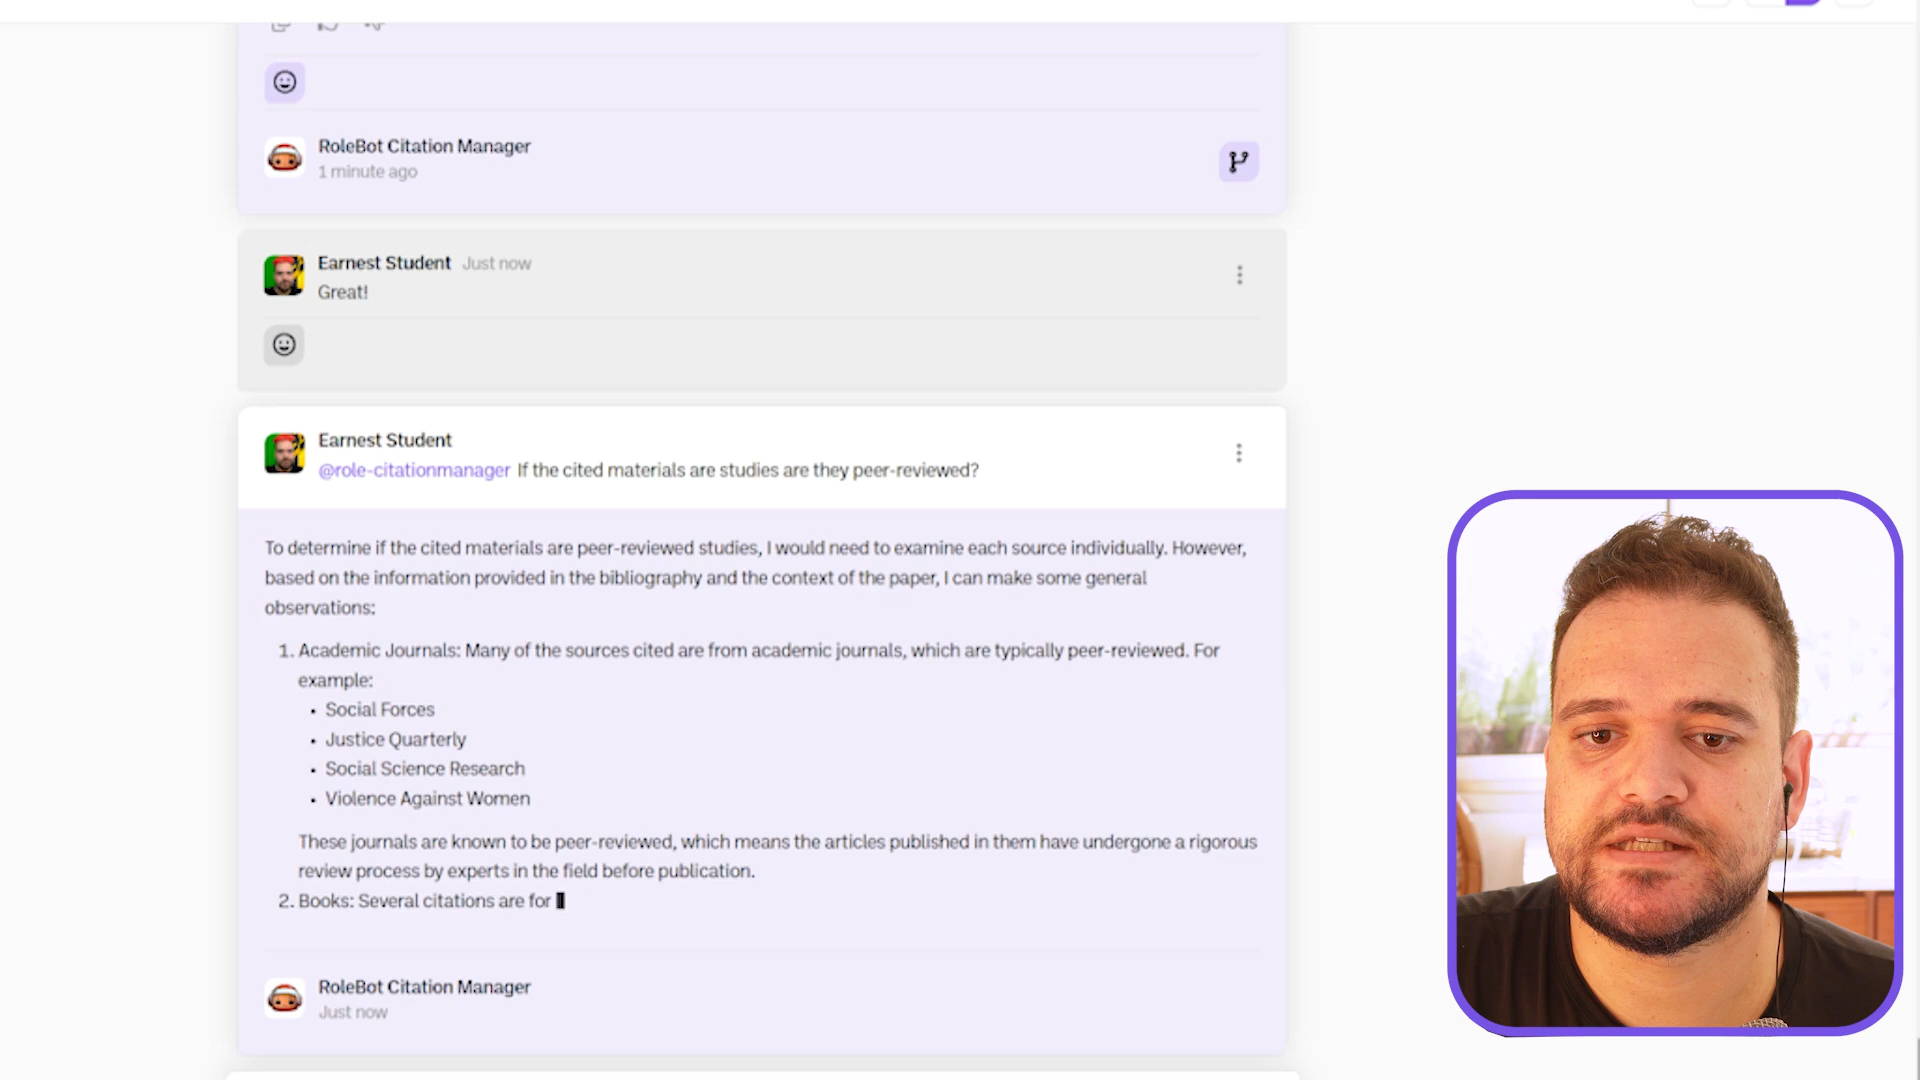 RoleBot Citation Manager
1 minute ago
Earnest Student Just now
Great!
Earnest Student
@role-citationmanager If the cited materials are studies are they peer-reviewed?
To determine if the cited materials are peer-reviewed studies, I would need to examine each source individually. However,
based on the information provided in the bibliography and the context of the paper, I can make some general
observations:
1. Academic Journals: Many of the sources cited are from academic journals, which are typically peer-reviewed. For
example:
• Social Forces
• Justice Quarterly
• Social Science Research
• Violence Against Women
These journals are known to be peer-reviewed, which means the articles published in them have undergone a rigorous
review process by experts in the field before publication.
2. Books: Several citations are for
RoleBot Citation Manager
Just now